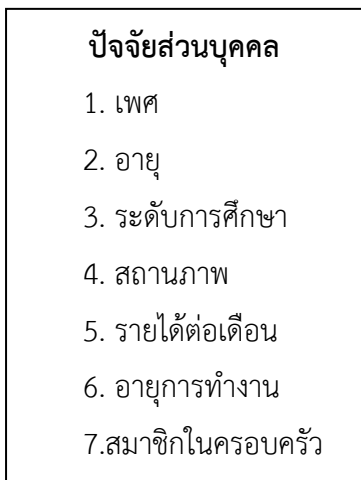 ปัจจัยส่วนบุคคล
1. เพศ
2. อายุ
3. ระดับการศึกษา
4. สถานภาพ
5. รายได้ต่อเดือน
6. อายุการทำงาน
7.สมาชิกในครอบครัว